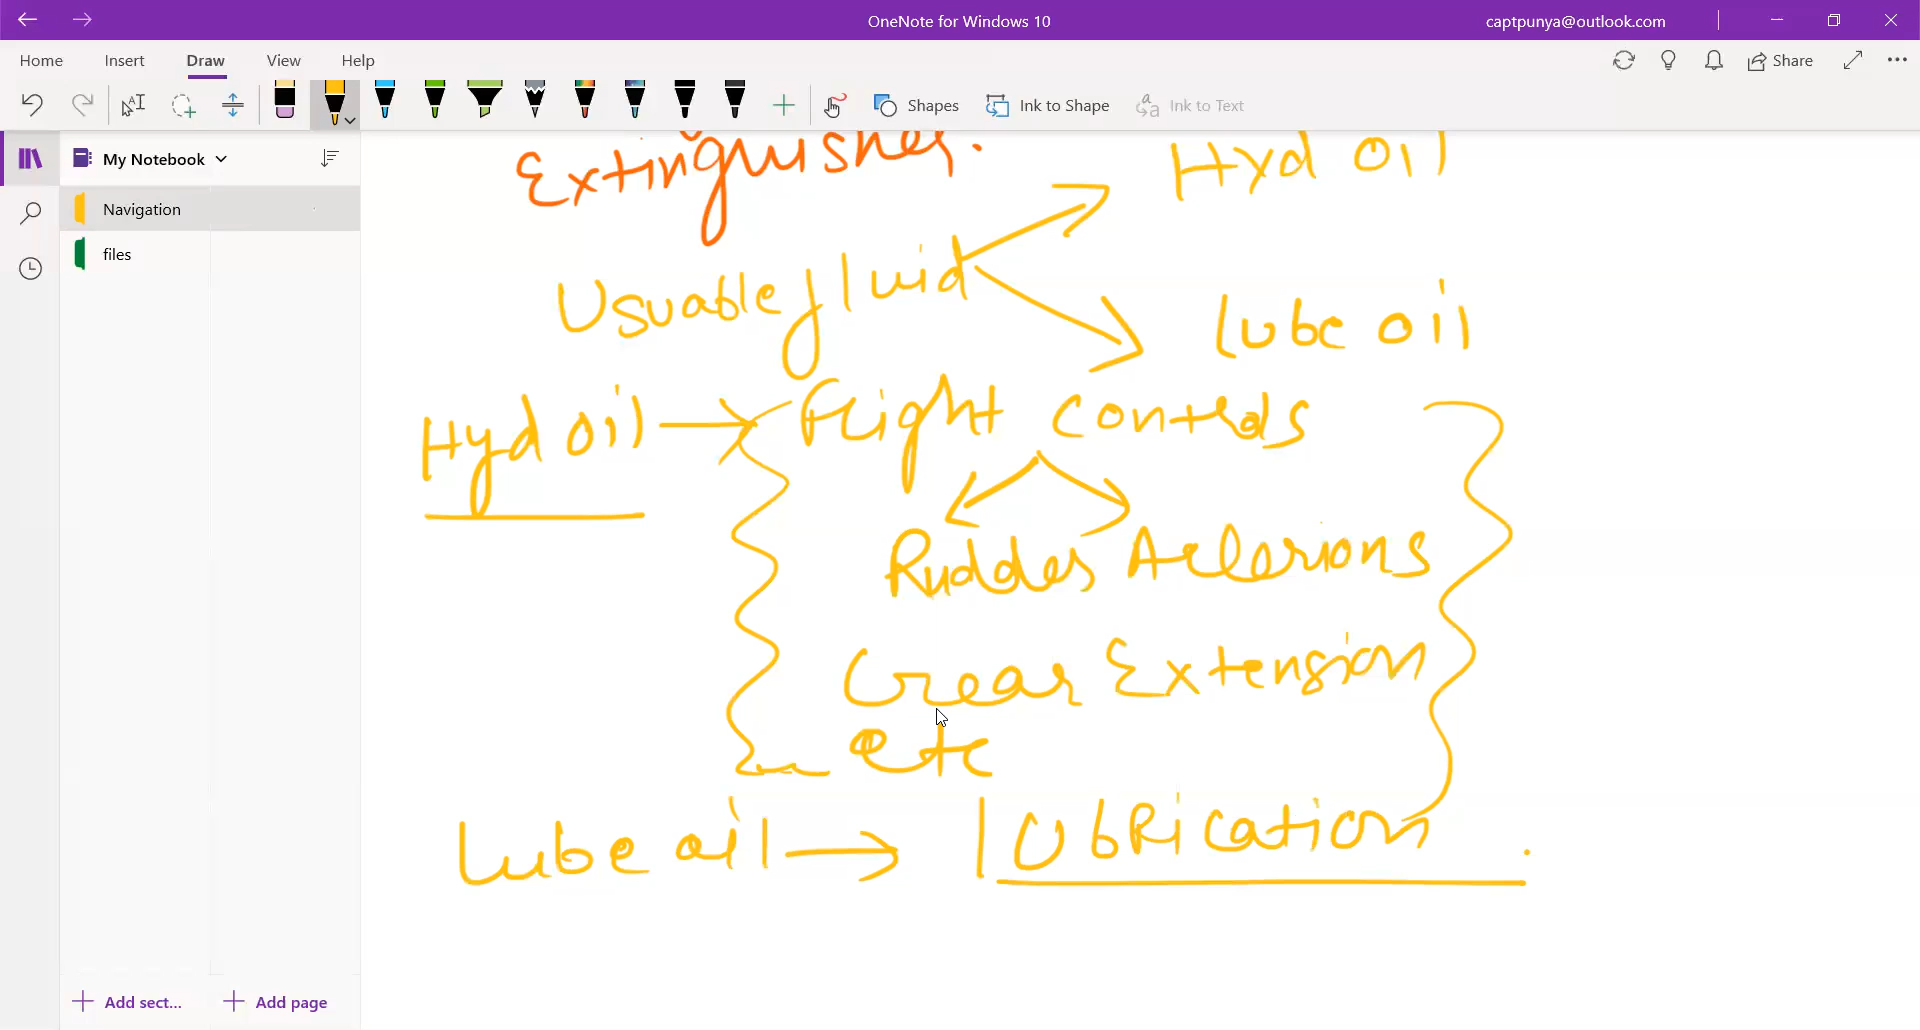 OneNote for Windows 10
captpunya@outlook.com
Home Insert Draw View Help
Share
Shapes Ink to Shape Ink to Text
My Notebook
Navigation
files
Extinguisher.
Hyd oil
Usuable fluid
Lube oil
Hyd oil → Flight Controls
Rudder Ailerions
Gear Extension
etc
Lube oil → lubrication
+ Add sect... + Add page